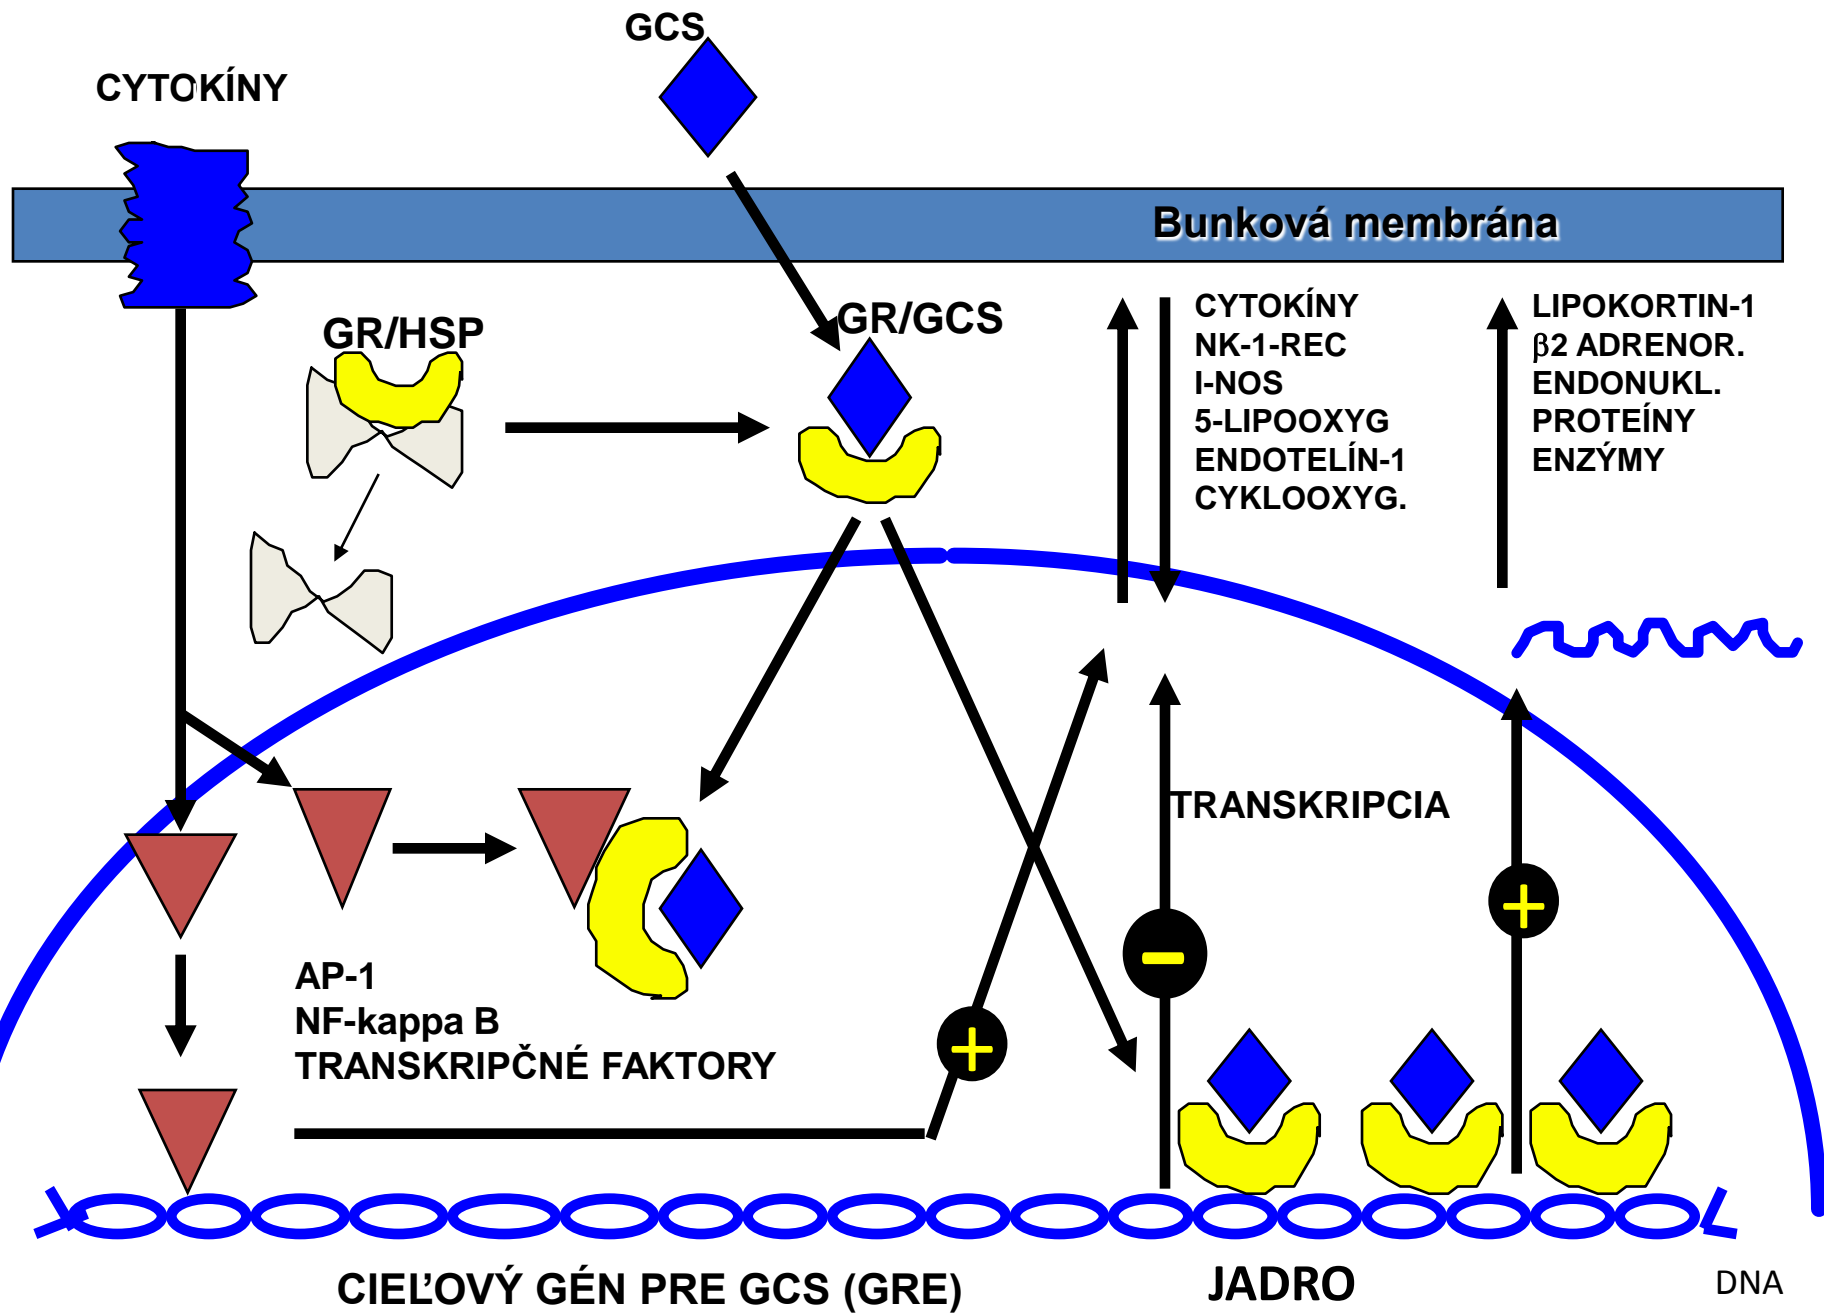 GCS
CYTOKÍNY
Bunková membrána
GR/HSP
GR/GCS
CYTOKÍNY
NK-1-REC
I-NOS
5-LIPOOXYG
ENDOTELÍN-1
CYKLOOXYG.
LIPOKORTIN-1
β2 ADRENOR.
ENDONUKL.
PROTEÍNY
ENZÝMY
TRANSKRIPCIA
+
−
AP-1
NF-kappa B
TRANSKRIPČNÉ FAKTORY
+
CIEĽOVÝ GÉN PRE GCS (GRE)
JADRO
DNA